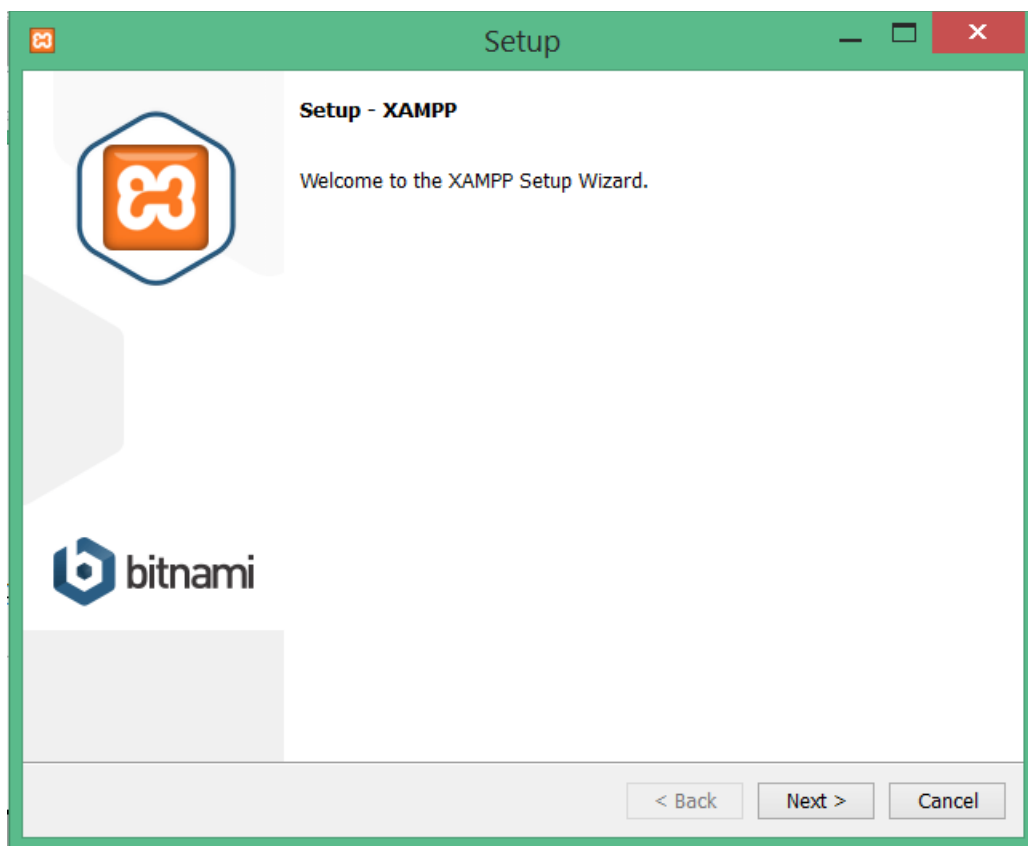 Setup
Setup - XAMPP
Welcome to the XAMPP Setup Wizard.
bitnami
< Back
Next >
Cancel